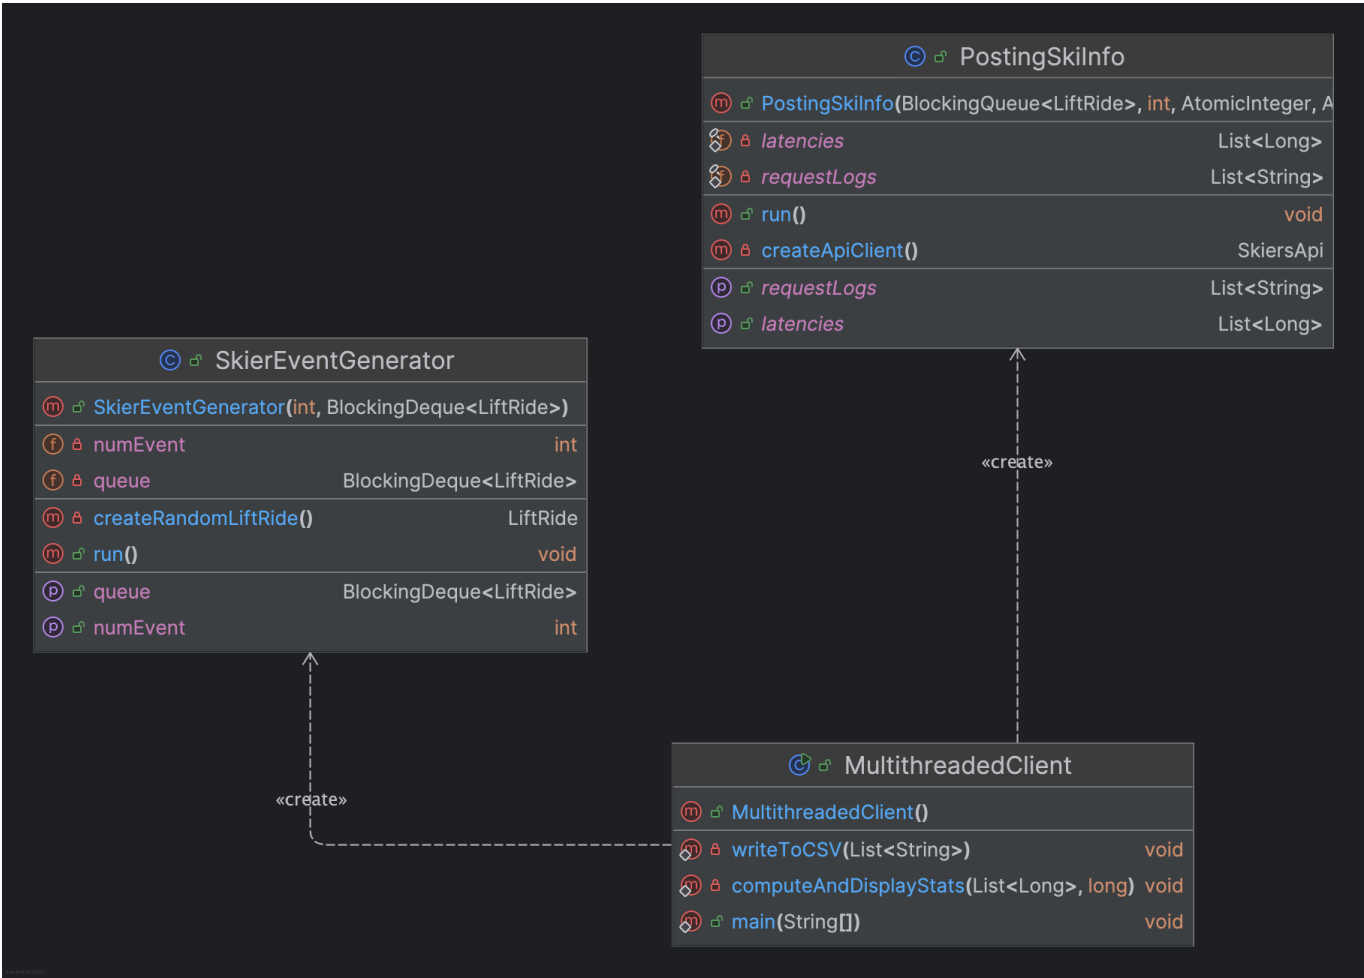 PostingSkiInfo
PostingSkiInfo(BlockingQueue<LiftRide>, int, AtomicInteger, A
latencies List<Long>
requestLogs List<String>
run() void
createApiClient() SkiersApi
requestLogs List<String>
latencies List<Long>
SkierEventGenerator
SkierEventGenerator(int, BlockingDeque<LiftRide>)
numEvent int
queue BlockingDeque<LiftRide>
createRandomLiftRide() LiftRide
run() void
queue BlockingDeque<LiftRide>
numEvent int
«create»
«create»
MultithreadedClient
MultithreadedClient()
writeToCSV(List<String>) void
computeAndDisplayStats(List<Long>, long) void
main(String[]) void